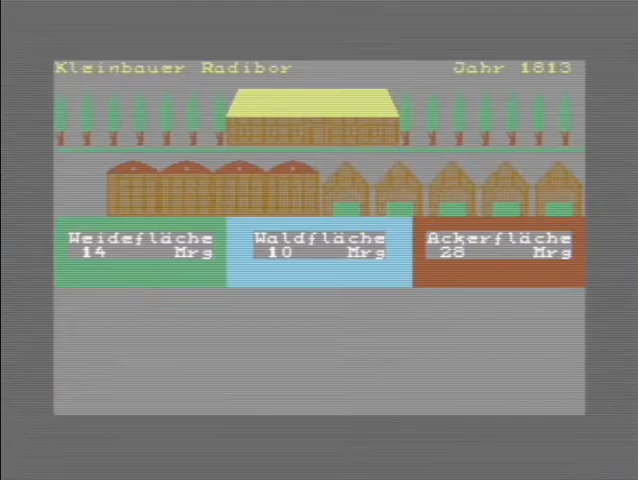 Kleinbauer Radibor Jahr 1813
Weidefläche Waldfläche Ackerfläche
14 Mrg 10 Mrg 28 Mrg